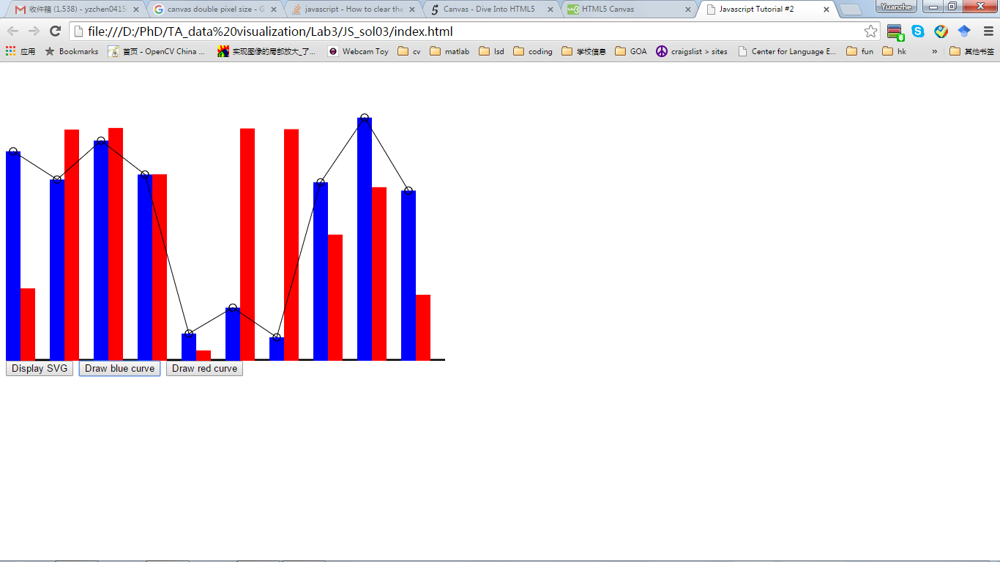 收件箱 (1,538) - yzchen0415
canvas double pixel size - G
javascript - How to clear the
Canvas - Dive Into HTML5
HTML5 Canvas
Javascript Tutorial #2
Yuanzhe
file:///D:/PhD/TA_data%20visualization/Lab3/JS_sol03/index.html
6
应用
Bookmarks
首页 - OpenCV China ...
实现图像的局部放大_了...
Webcam Toy
cv
matlab
lsd
coding
学校信息
GOA
craigslist > sites
Center for Language E...
fun
hk
»
其他书签
Display SVG
Draw blue curve
Draw red curve